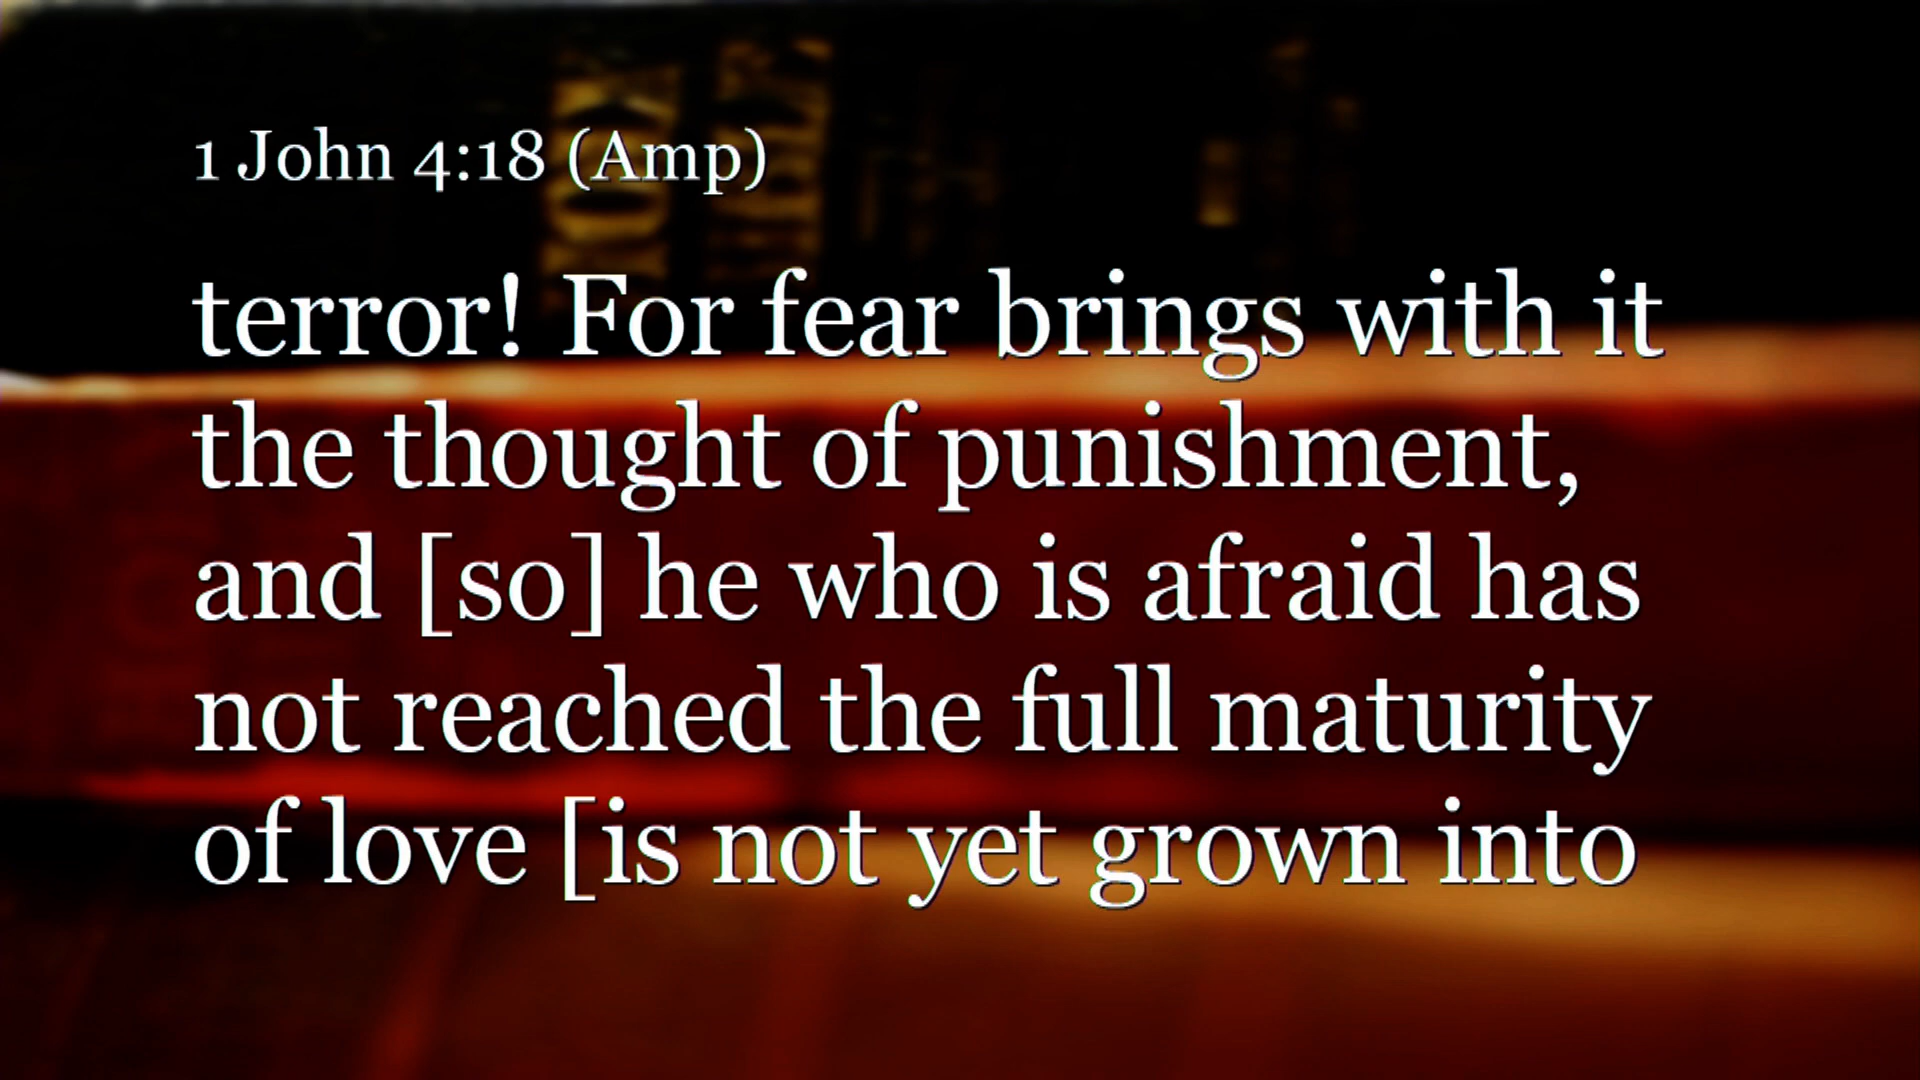 1 John 4:18 (Amp)
terror! For fear brings with it
the thought of punishment,
and [so] he who is afraid has
not reached the full maturity
of love [is not yet grown into